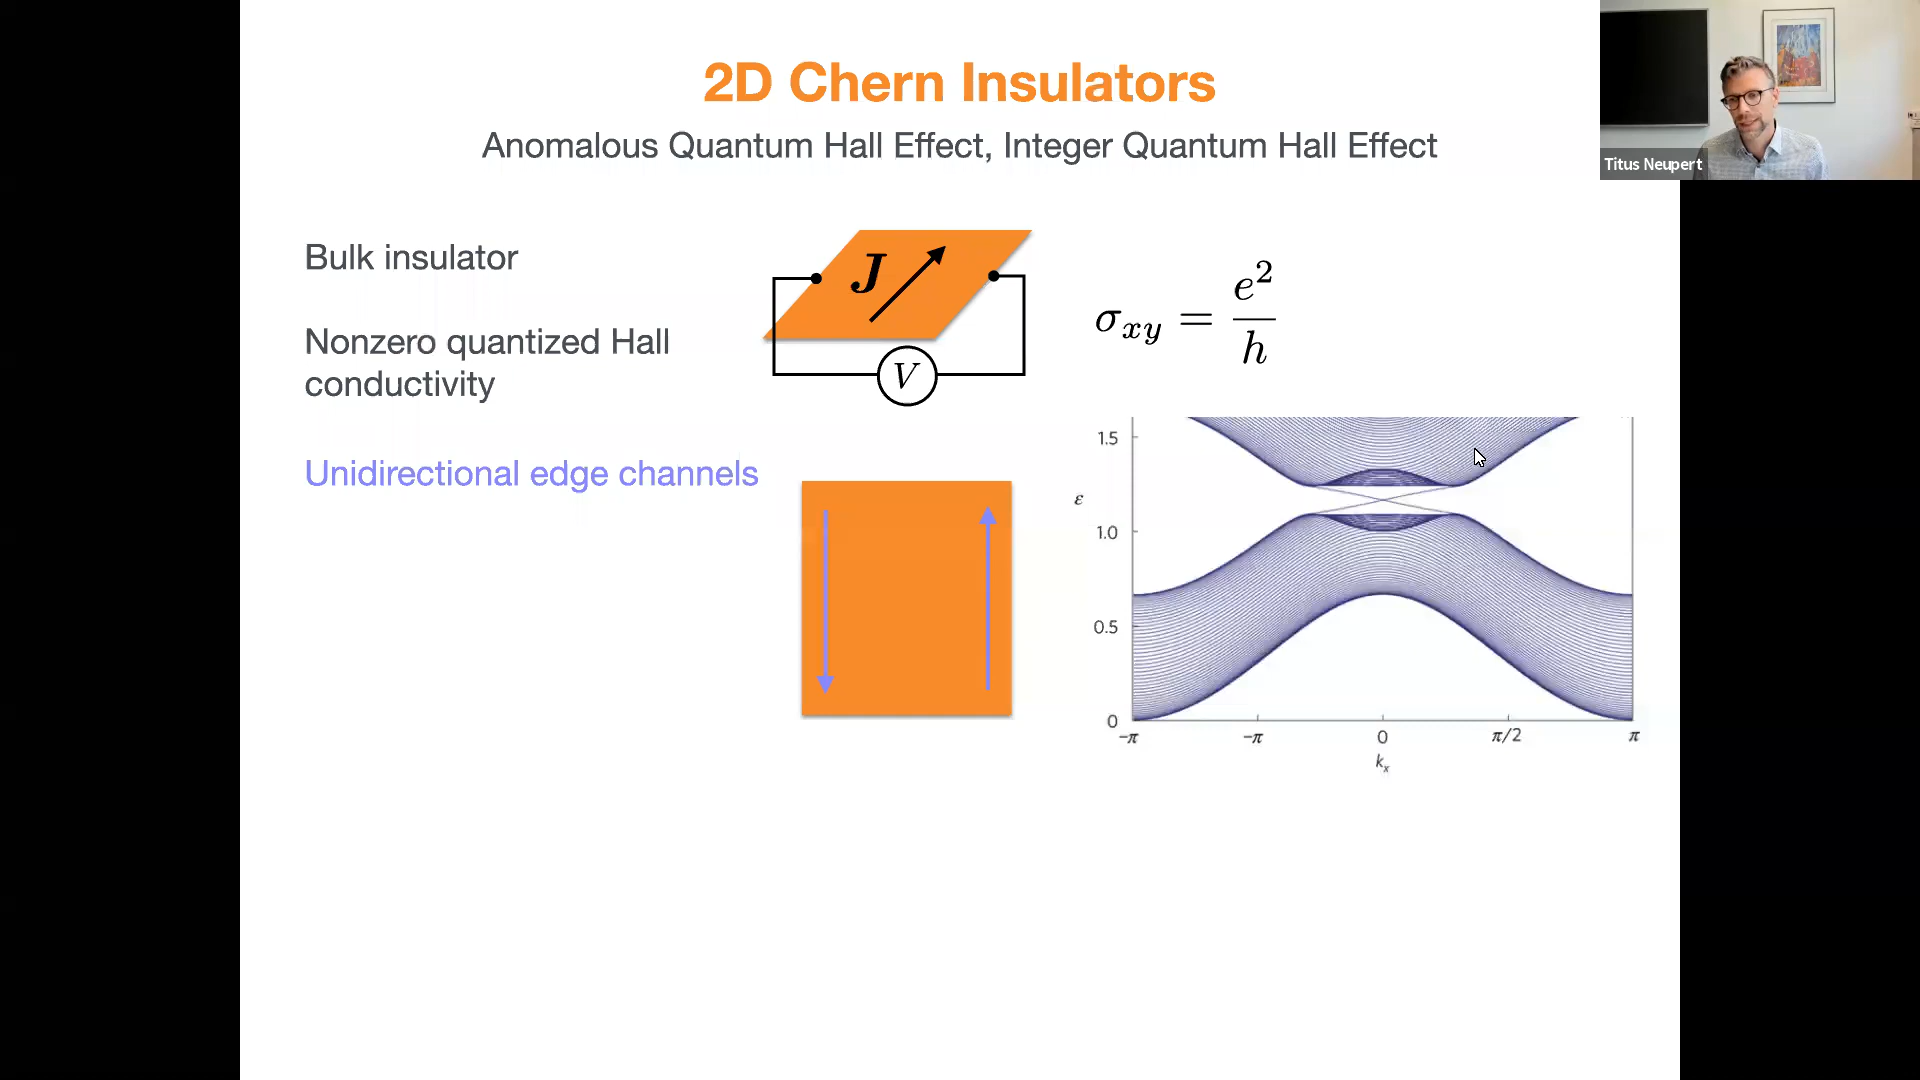 2D Chern Insulators
Anomalous Quantum Hall Effect, Integer Quantum Hall Effect
Titus Neupert
Bulk insulator
Nonzero quantized Hall
conductivity
Unidirectional edge channels
J
V
σxy = e²/h
1.5
ε
1.0
0.5
0
−π
−π
0
π/2
π
kx